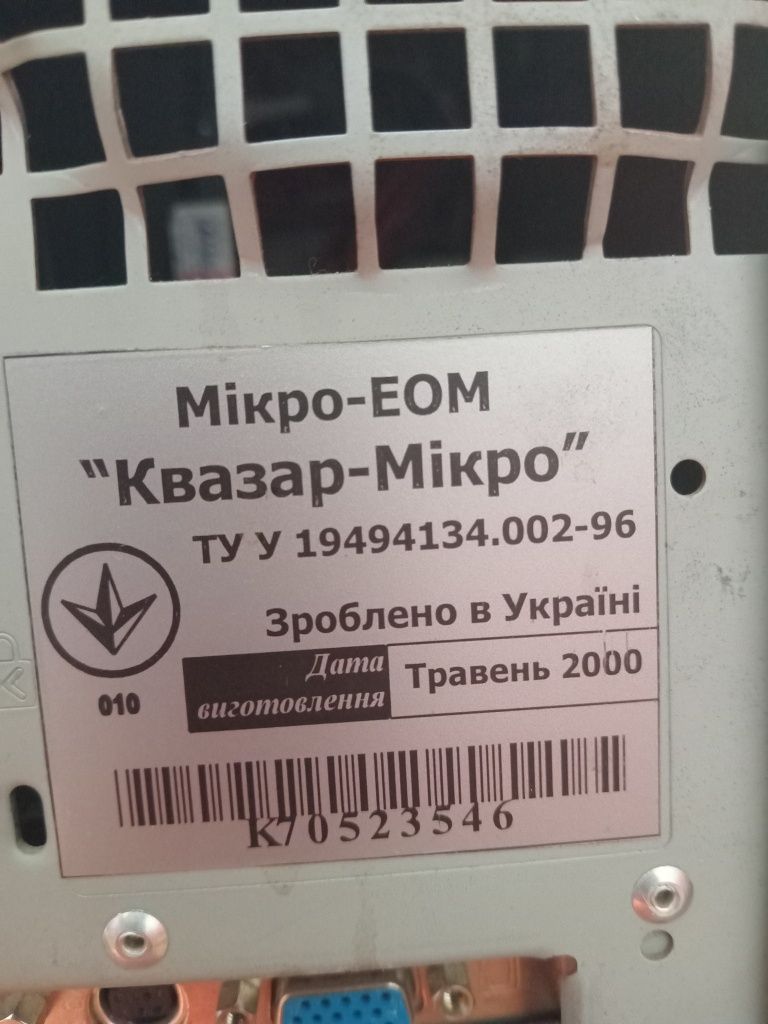 Мікро-ЕОМ
“Квазар-Мікро”
ТУ У 19494134.002-96
Зроблено в Україні
010
Дата
виготовлення
Травень 2000
K70523546